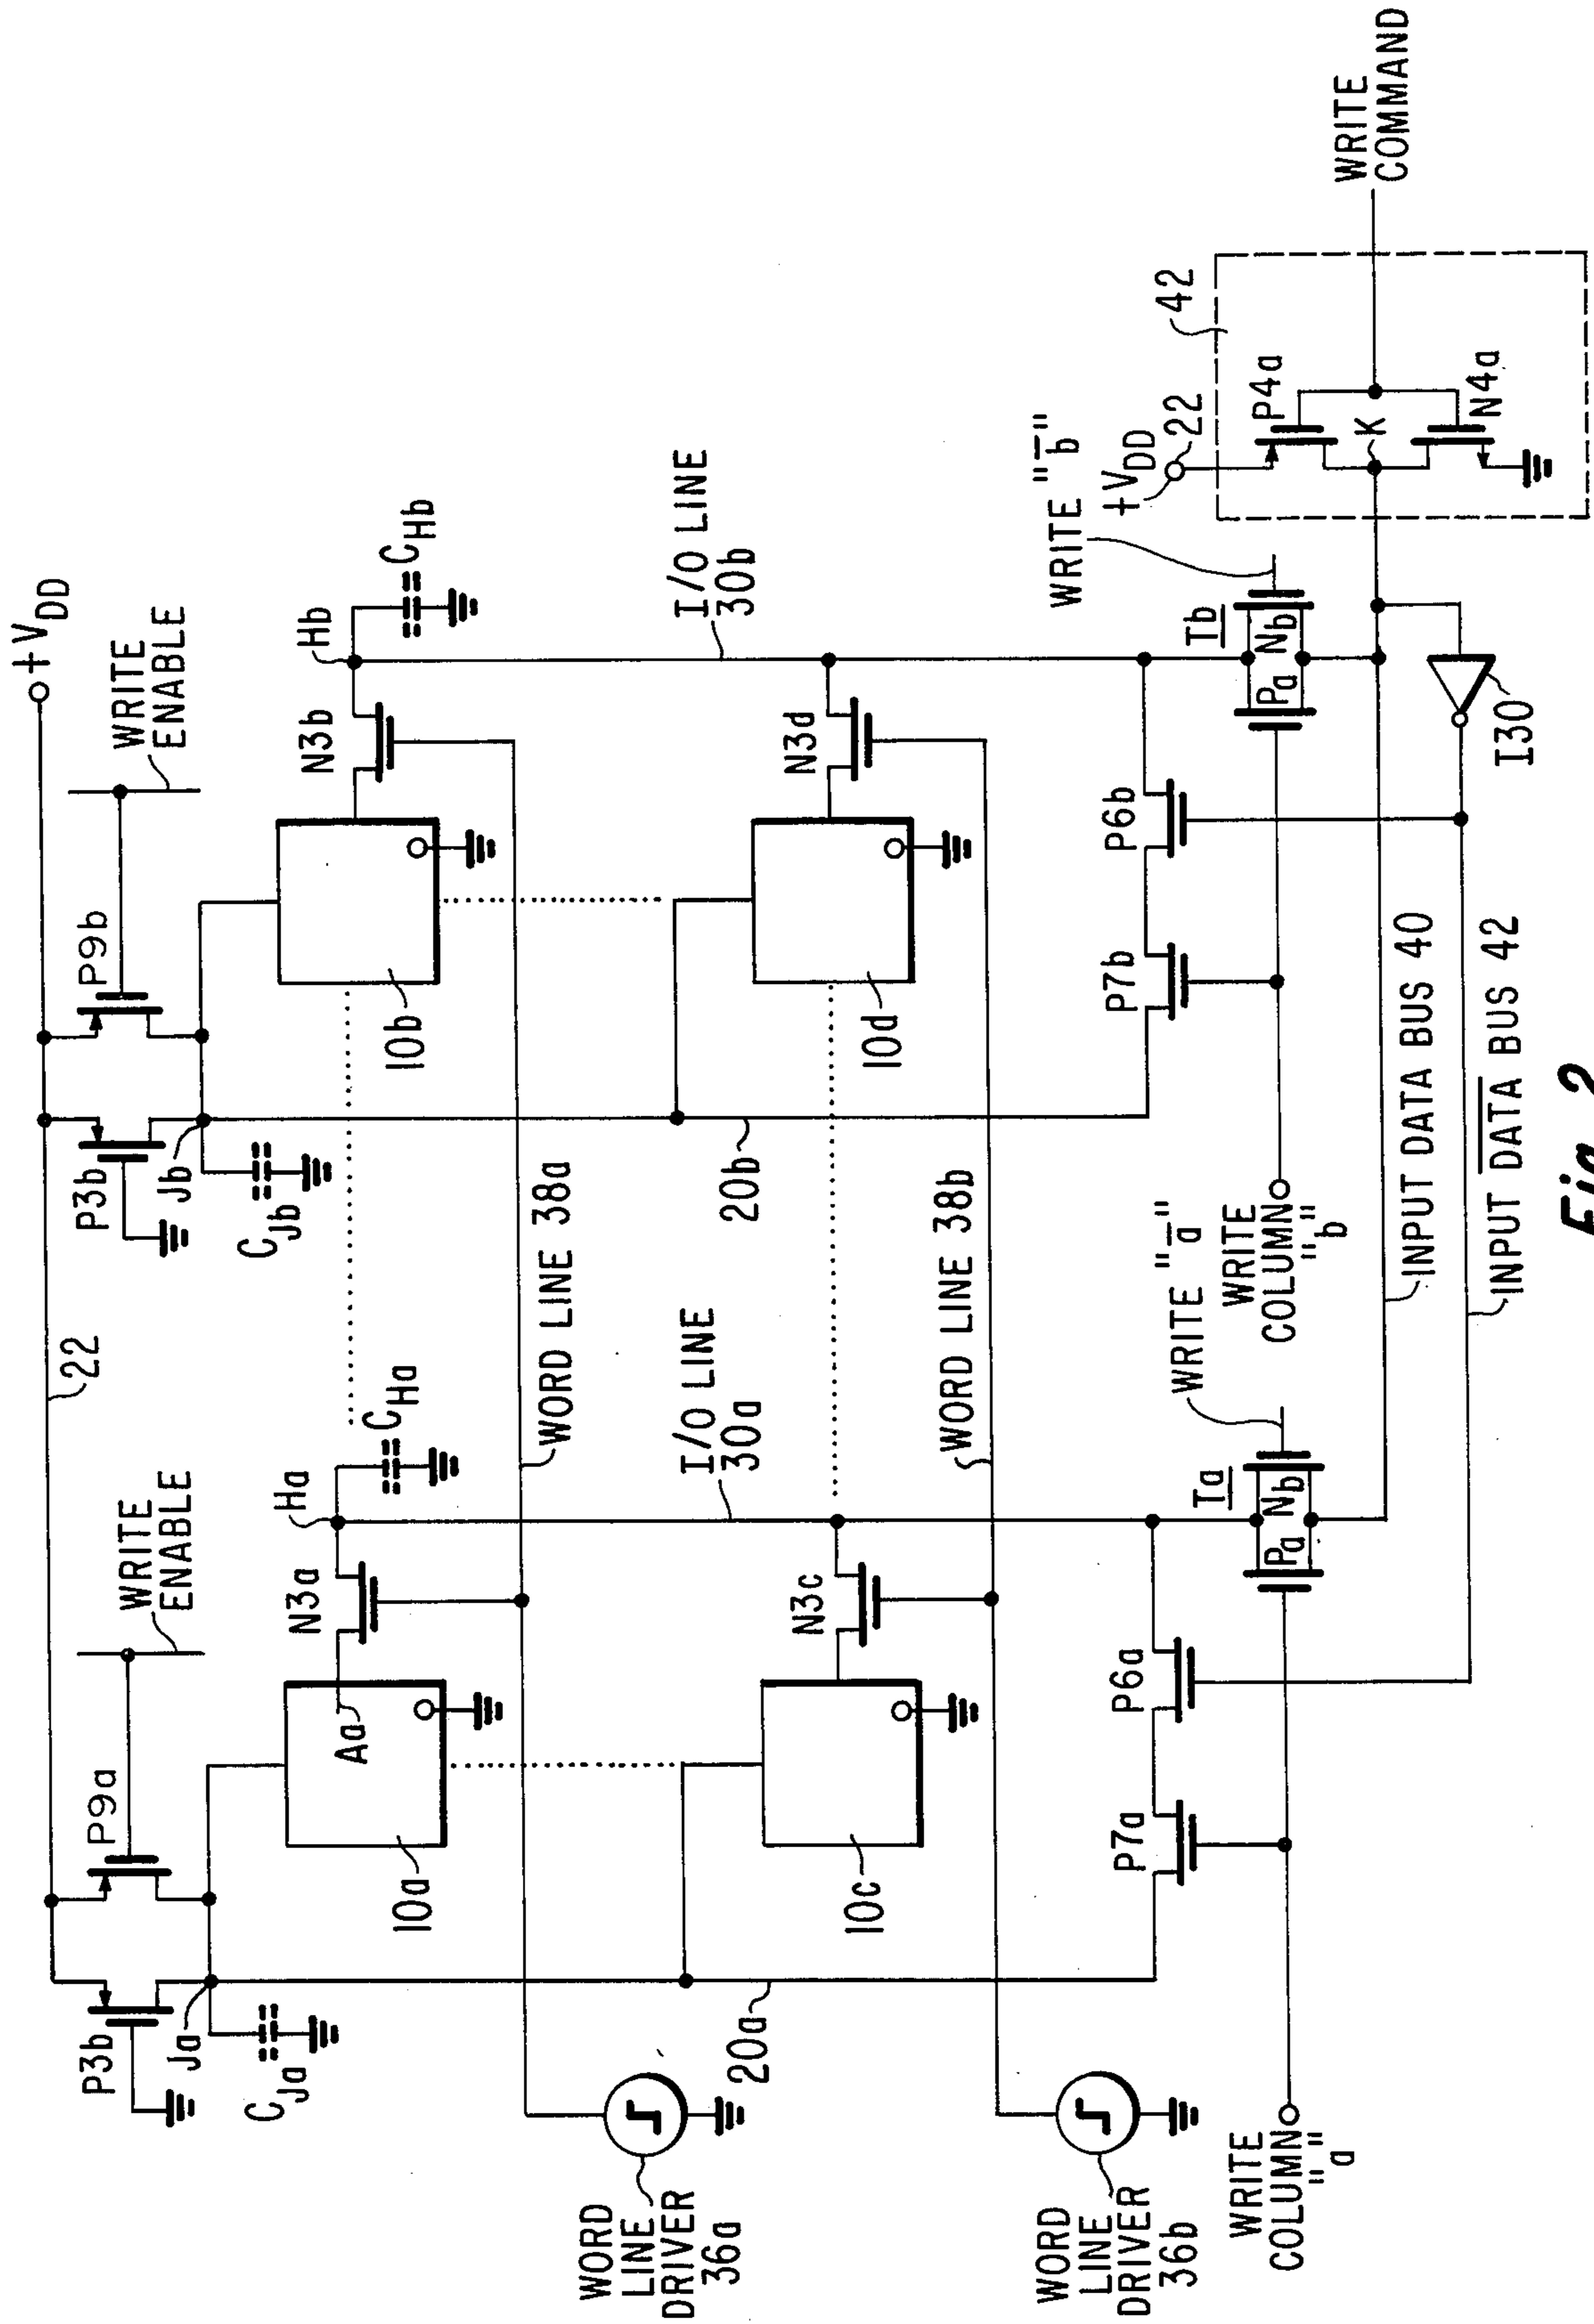 +VDD
22
WRITE
ENABLE
WRITE
ENABLE
P3b
P9a
P3b
P9b
Ja
CJa
Jb
CJb
10a
Aa
N3a
Ha
CHa
10b
N3b
Hb
CHb
WORD
LINE
DRIVER
36a
WORD LINE 38a
20a
10c
N3c
I/O LINE
30a
20b
10d
N3d
I/O LINE
30b
WORD
LINE
DRIVER
36b
WORD LINE 38b
P7a
P6a
Ta
Pa
Nb
WRITE "a̅"
P7b
P6b
Tb
Pa
Nb
WRITE "b̅"
WRITE
COLUMN
"a"
WRITE
COLUMN
"b"
+VDD
22
42
P4a
K
N4a
WRITE
COMMAND
I30
INPUT DATA BUS 40
INPUT D̅A̅T̅A̅ BUS 42
Fig. 2